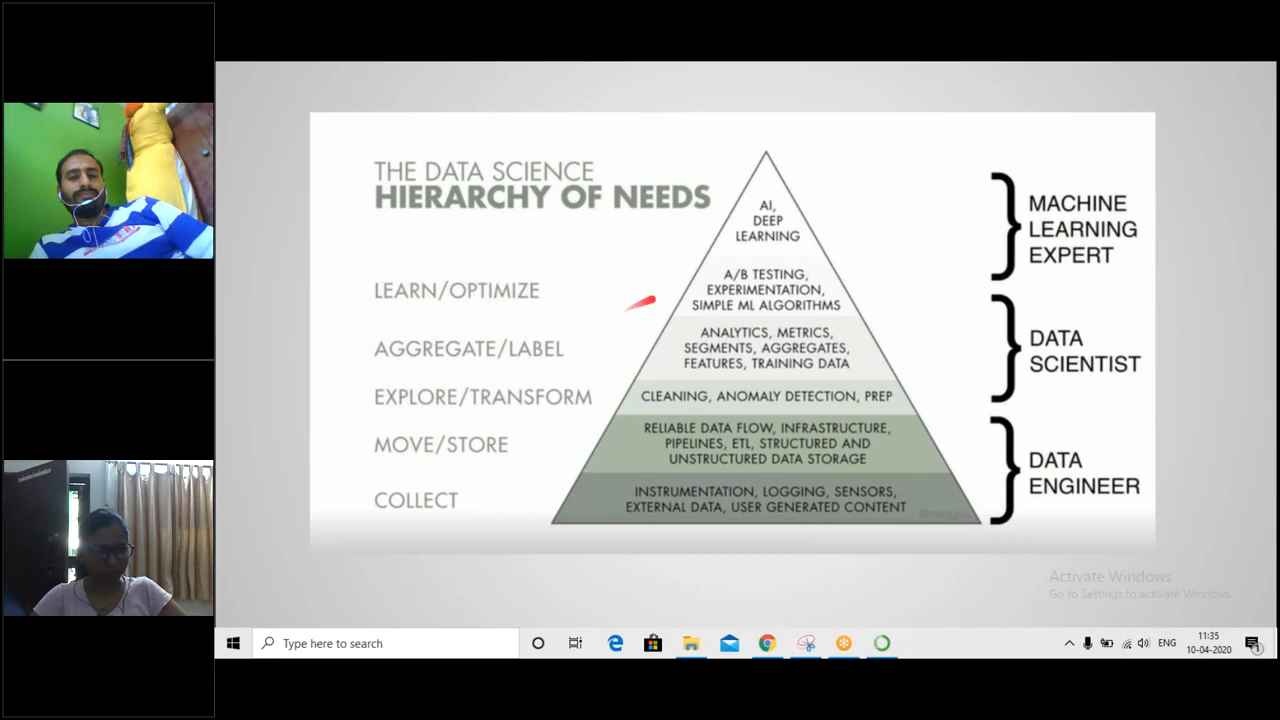 THE DATA SCIENCE
HIERARCHY OF NEEDS
LEARN/OPTIMIZE
AGGREGATE/LABEL
EXPLORE/TRANSFORM
MOVE/STORE
COLLECT
AI,
DEEP
LEARNING
A/B TESTING,
EXPERIMENTATION,
SIMPLE ML ALGORITHMS
ANALYTICS, METRICS,
SEGMENTS, AGGREGATES,
FEATURES, TRAINING DATA
CLEANING, ANOMALY DETECTION, PREP
RELIABLE DATA FLOW, INFRASTRUCTURE,
PIPELINES, ETL, STRUCTURED AND
UNSTRUCTURED DATA STORAGE
INSTRUMENTATION, LOGGING, SENSORS,
EXTERNAL DATA, USER GENERATED CONTENT
MACHINE
LEARNING
EXPERT
DATA
SCIENTIST
DATA
ENGINEER
Activate Windows
Go to Settings to activate Windows.
Type here to search
ENG
11:35
10-04-2020
1